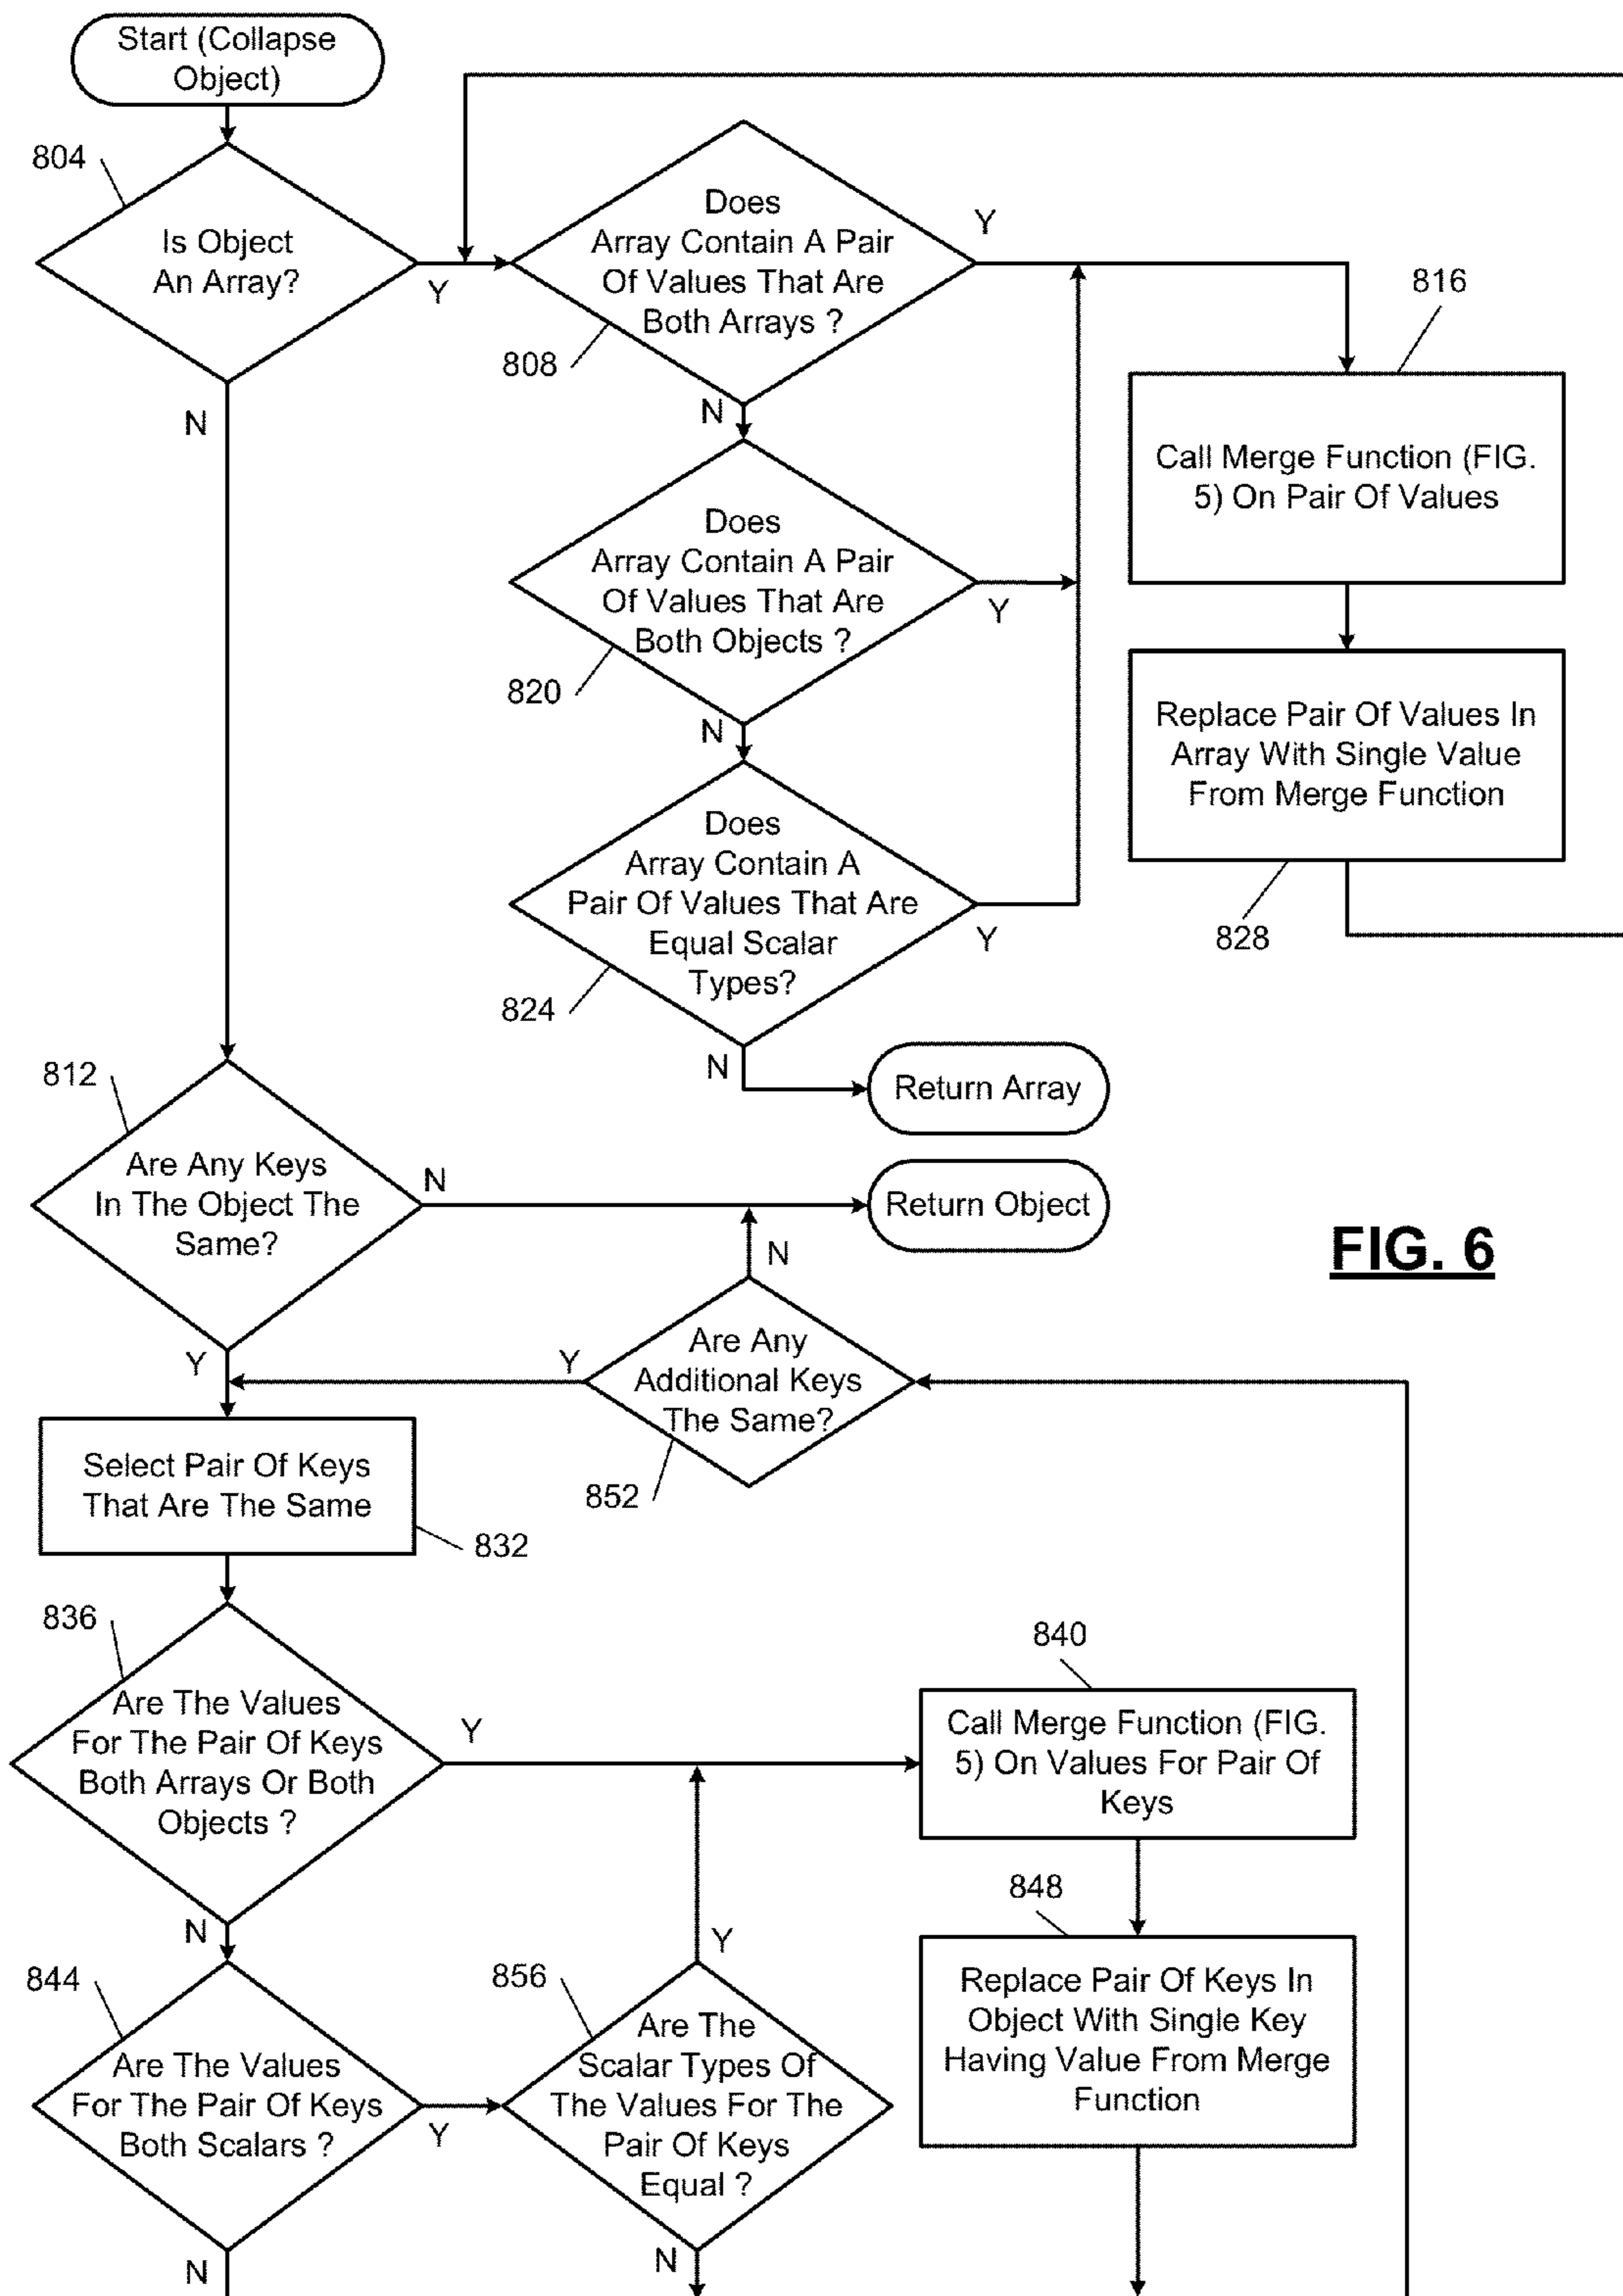 Start (Collapse
Object)
804
Is Object
An Array?
Y
N
Does
Array Contain A Pair
Of Values That Are
Both Arrays ?
808
Y
N
816
Call Merge Function (FIG.
5) On Pair Of Values
Does
Array Contain A Pair
Of Values That Are
Both Objects ?
820
Y
N
Replace Pair Of Values In
Array With Single Value
From Merge Function
828
Does
Array Contain A
Pair Of Values That Are
Equal Scalar
Types?
824
Y
N
Return Array
812
Are Any Keys
In The Object The
Same?
N
Y
Return Object
FIG. 6
N
Are Any
Additional Keys
The Same?
Y
852
Select Pair Of Keys
That Are The Same
832
836
Are The Values
For The Pair Of Keys
Both Arrays Or Both
Objects ?
Y
N
840
Call Merge Function (FIG.
5) On Values For Pair Of
Keys
848
Replace Pair Of Keys In
Object With Single Key
Having Value From Merge
Function
844
Are The Values
For The Pair Of Keys
Both Scalars ?
Y
N
856
Y
Are The
Scalar Types Of
The Values For The
Pair Of Keys
Equal ?
N